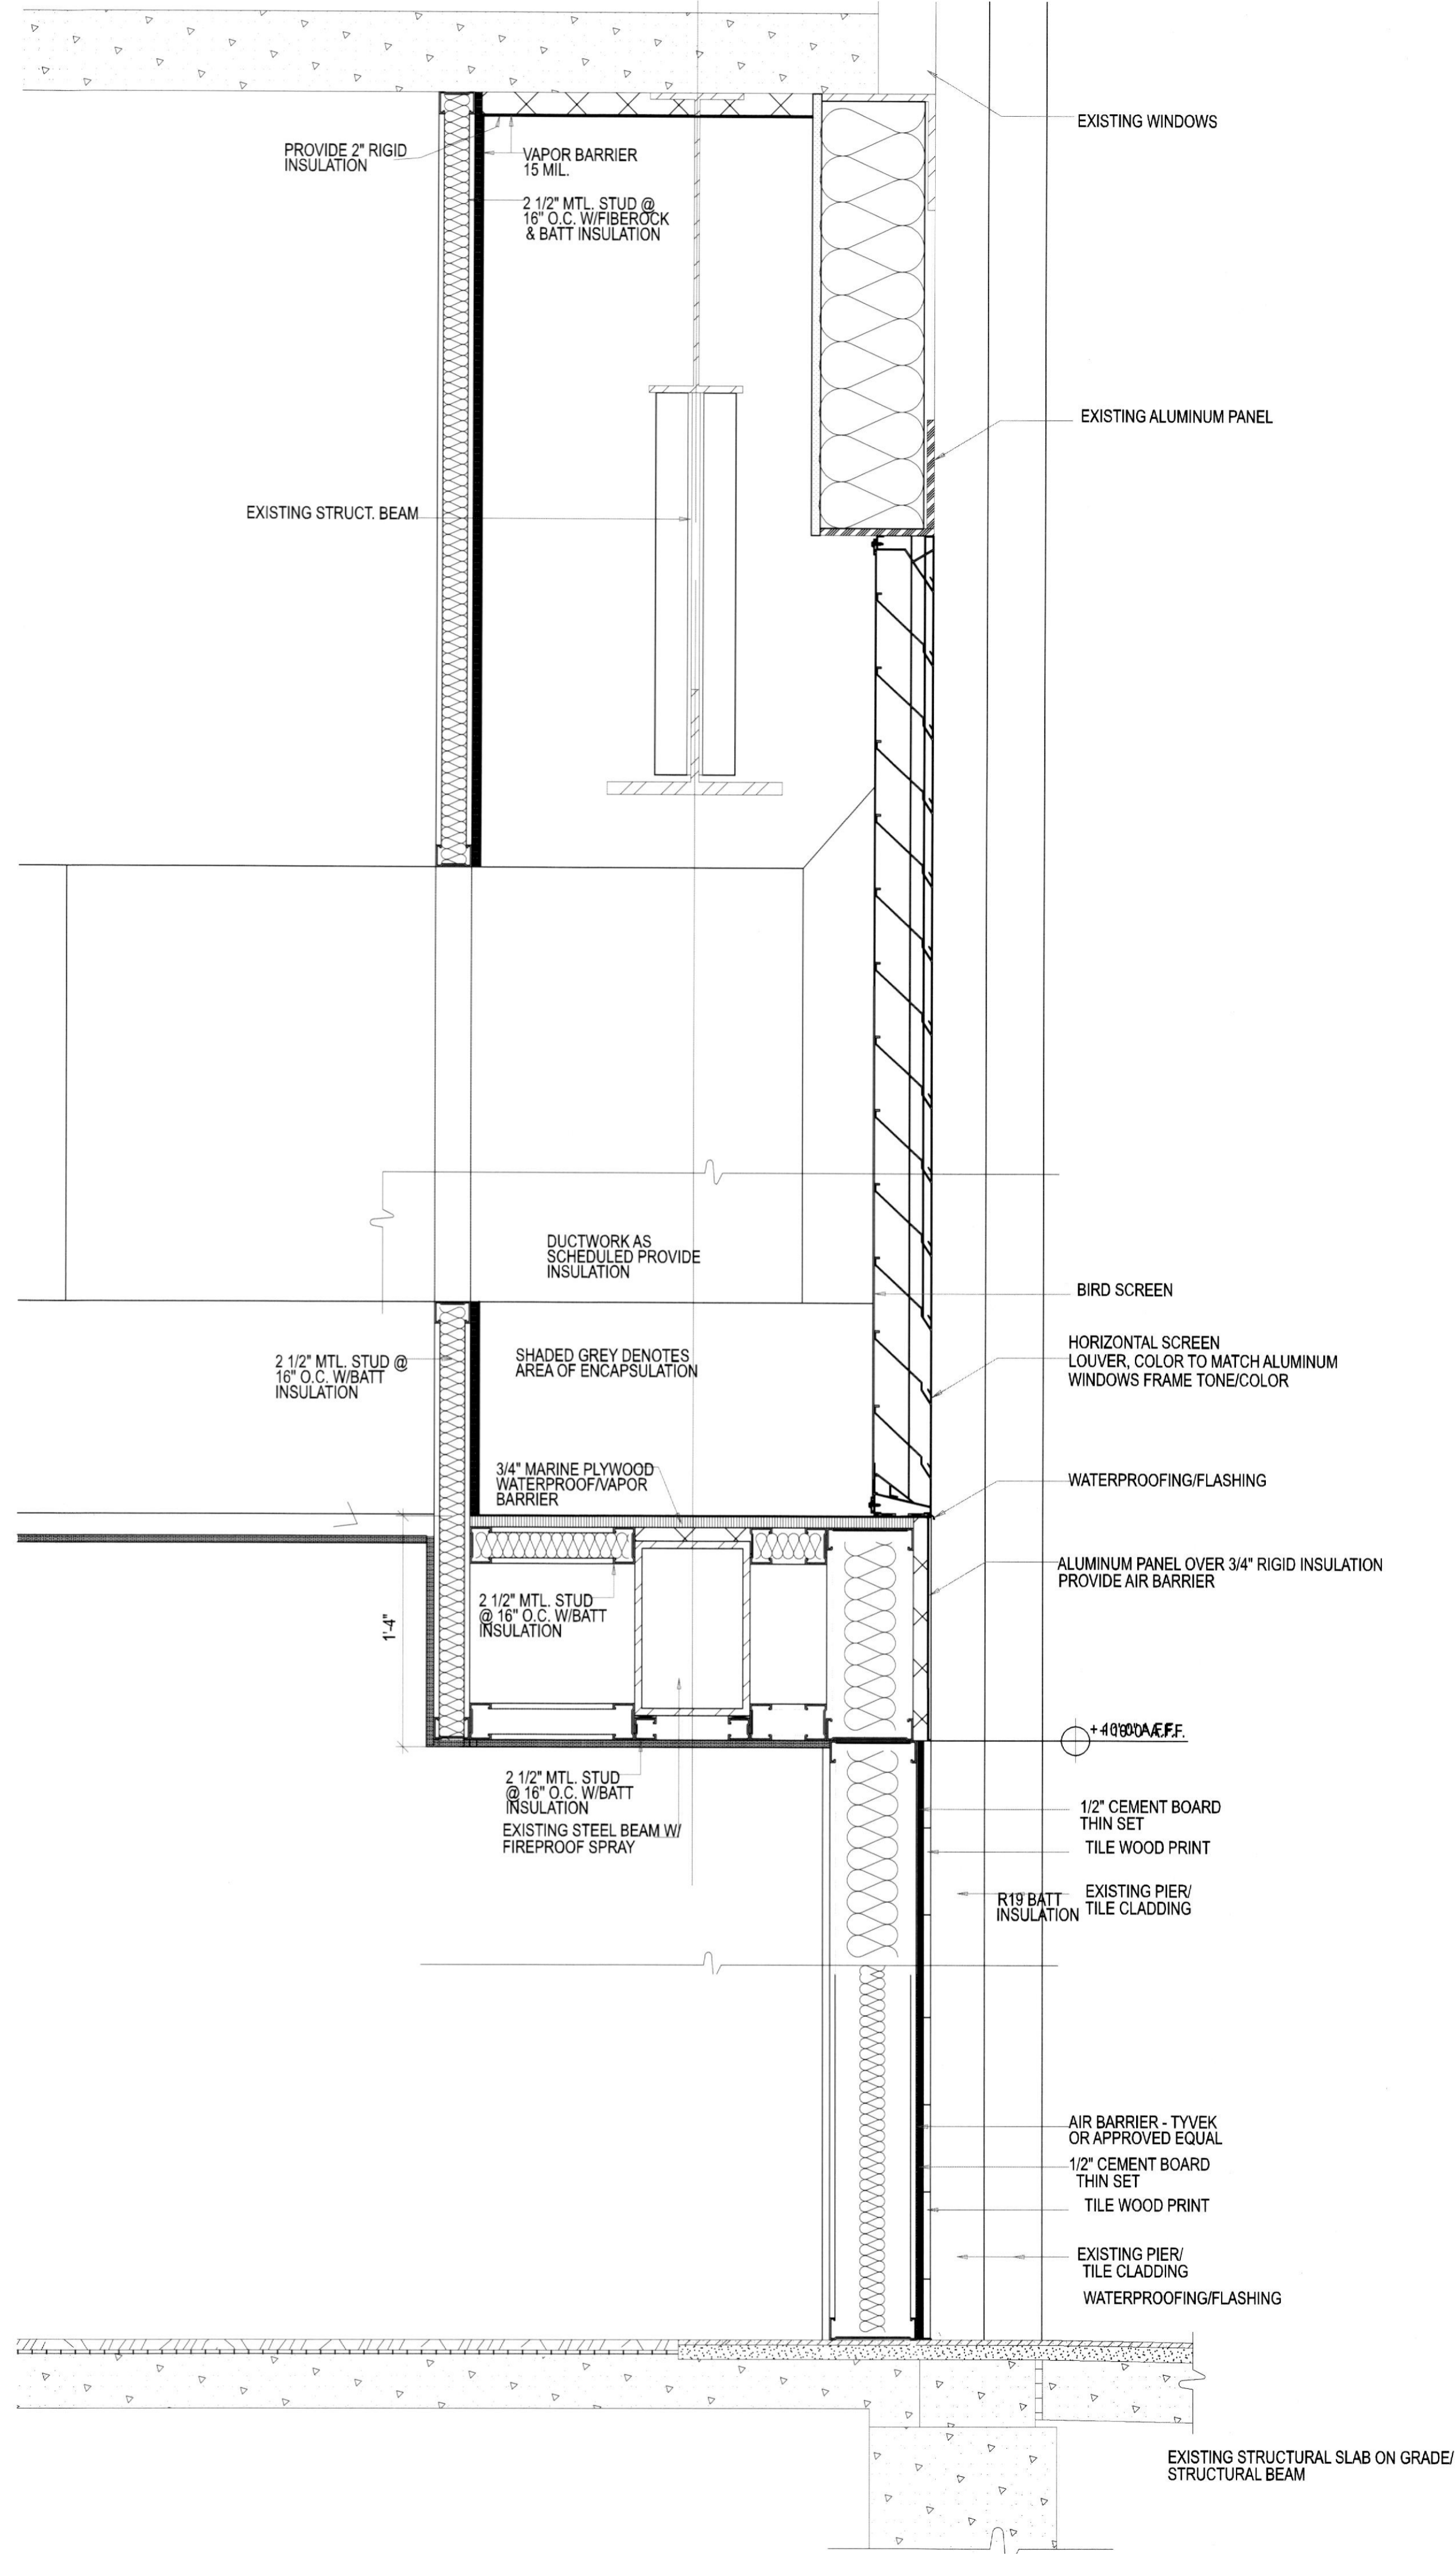 EXISTING WINDOWS
PROVIDE 2" RIGID
INSULATION
VAPOR BARRIER
15 MIL.
2 1/2" MTL. STUD @
16" O.C. W/FIBEROCK
& BATT INSULATION
EXISTING ALUMINUM PANEL
EXISTING STRUCT. BEAM
DUCTWORK AS
SCHEDULED PROVIDE
INSULATION
BIRD SCREEN
HORIZONTAL SCREEN
LOUVER, COLOR TO MATCH ALUMINUM
WINDOWS FRAME TONE/COLOR
2 1/2" MTL. STUD @
16" O.C. W/BATT
INSULATION
SHADED GREY DENOTES
AREA OF ENCAPSULATION
3/4" MARINE PLYWOOD
WATERPROOF/VAPOR
BARRIER
WATERPROOFING/FLASHING
ALUMINUM PANEL OVER 3/4" RIGID INSULATION
PROVIDE AIR BARRIER
2 1/2" MTL. STUD
@ 16" O.C. W/BATT
INSULATION
1'-4"
2 1/2" MTL. STUD
@ 16" O.C. W/BATT
INSULATION
EXISTING STEEL BEAM W/
FIREPROOF SPRAY
1/2" CEMENT BOARD
THIN SET
TILE WOOD PRINT
R19 BATT
INSULATION
EXISTING PIER/
TILE CLADDING
AIR BARRIER - TYVEK
OR APPROVED EQUAL
1/2" CEMENT BOARD
THIN SET
TILE WOOD PRINT
EXISTING PIER/
TILE CLADDING
WATERPROOFING/FLASHING
EXISTING STRUCTURAL SLAB ON GRADE/
STRUCTURAL BEAM